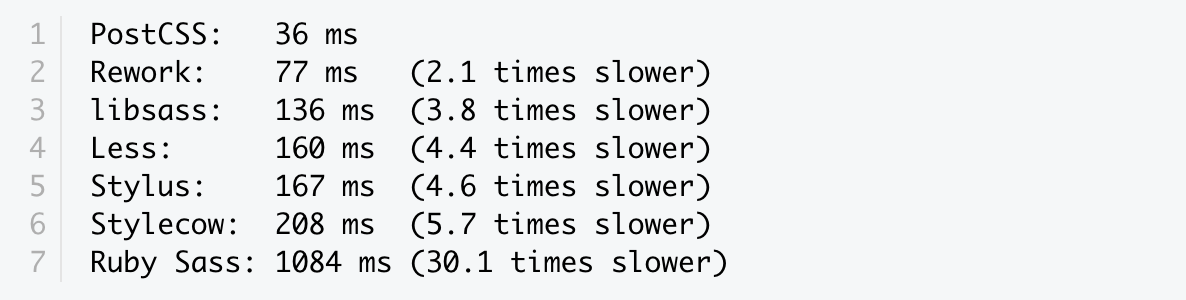 1 PostCSS:   36 ms
2 Rework:    77 ms   (2.1 times slower)
3 libsass:   136 ms  (3.8 times slower)
4 Less:      160 ms  (4.4 times slower)
5 Stylus:    167 ms  (4.6 times slower)
6 Stylecow:  208 ms  (5.7 times slower)
7 Ruby Sass: 1084 ms (30.1 times slower)